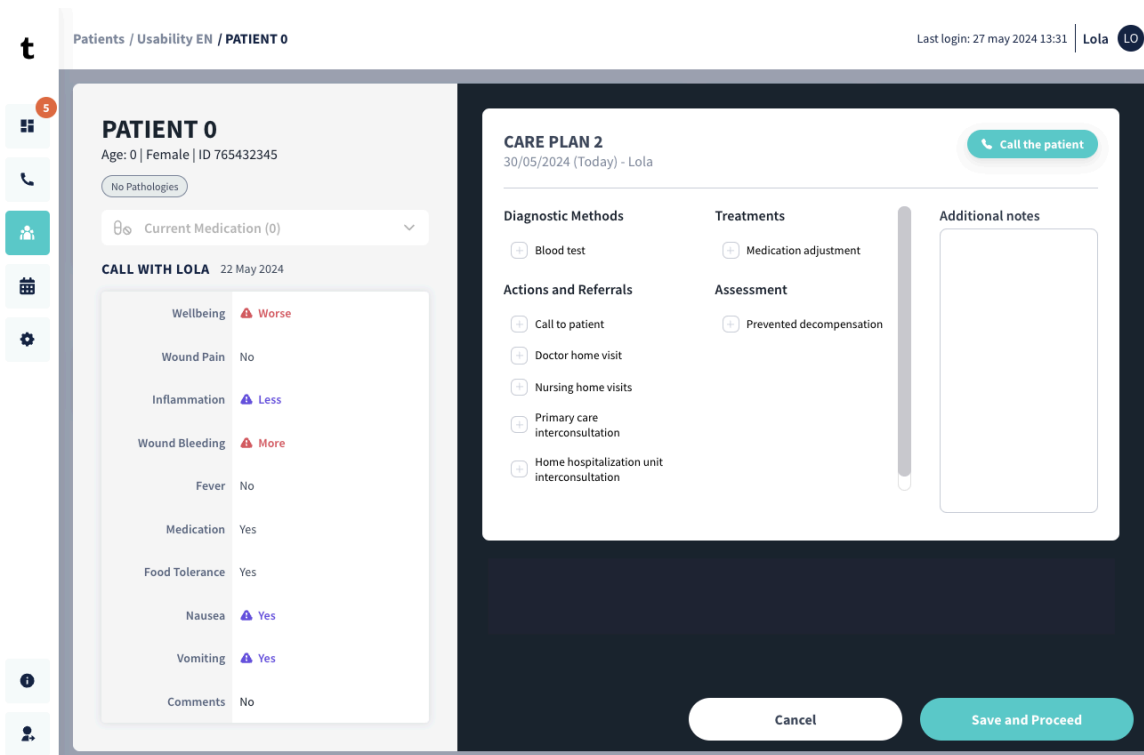 t
Patients / Usability EN / PATIENT 0
Last login: 27 may 2024 13:31
Lola
LO
5
PATIENT 0
Age: 0 | Female | ID 765432345
No Pathologies
Current Medication (0)
CALL WITH LOLA 22 May 2024
Wellbeing Worse
Wound Pain No
Inflammation Less
Wound Bleeding More
Fever No
Medication Yes
Food Tolerance Yes
Nausea Yes
Vomiting Yes
Comments No
CARE PLAN 2
30/05/2024 (Today) - Lola
Call the patient
Diagnostic Methods
Blood test
Actions and Referrals
Call to patient
Doctor home visit
Nursing home visits
Primary care
interconsultation
Home hospitalization unit
interconsultation
Treatments
Medication adjustment
Assessment
Prevented decompensation
Additional notes
Cancel
Save and Proceed